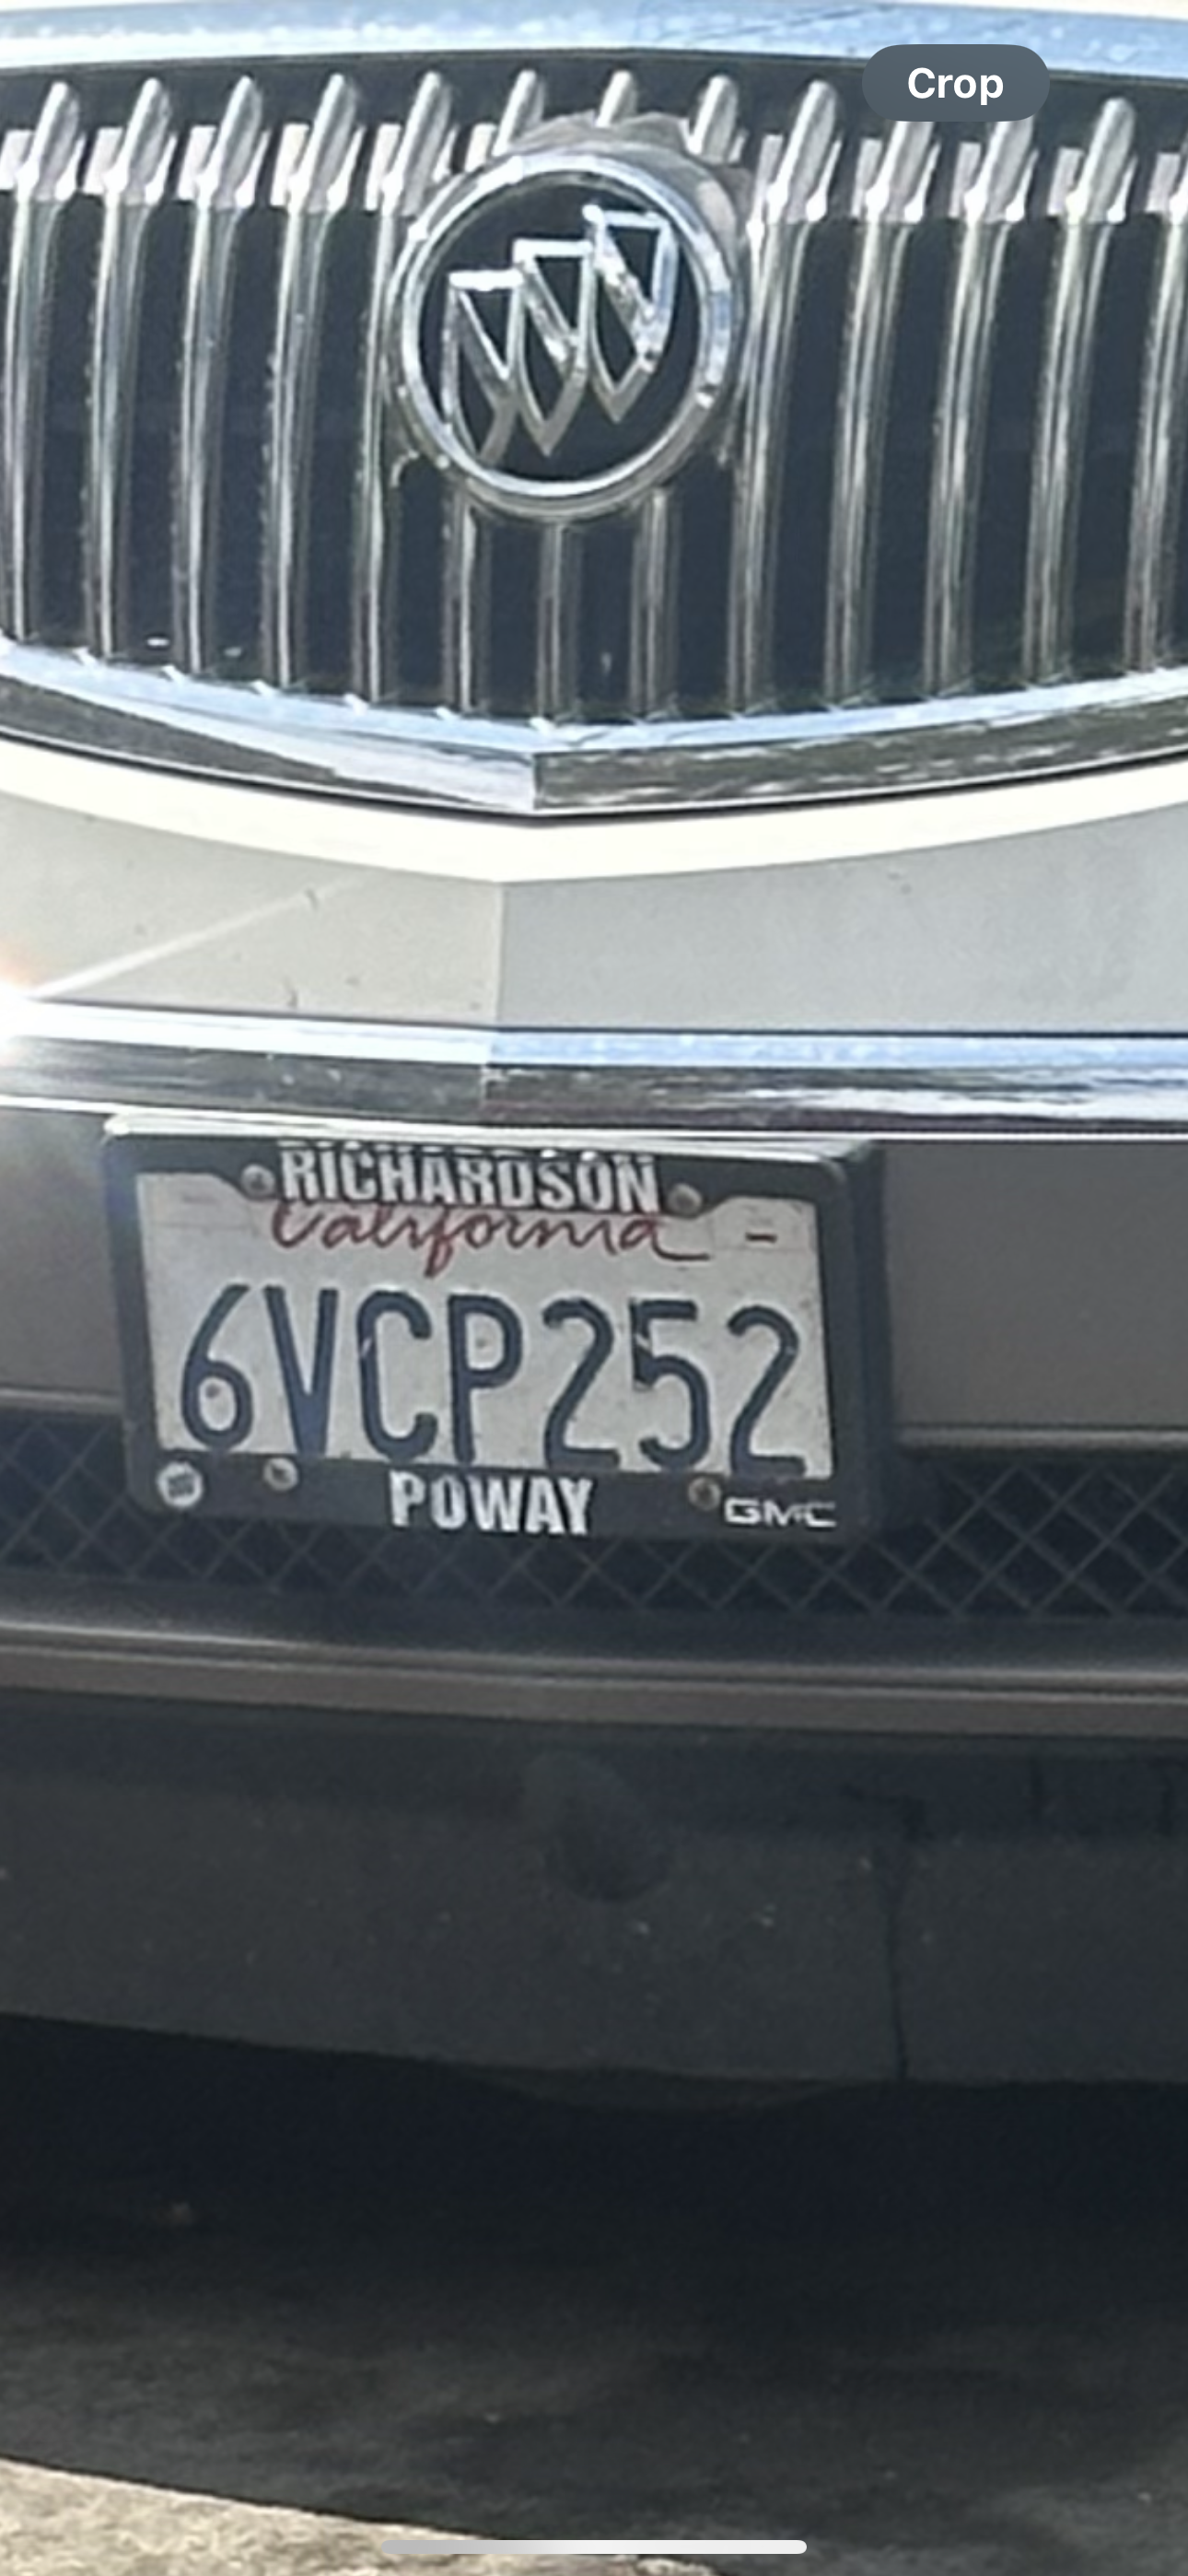 Crop
RICHARDSON
California
6VCP252
POWAY
GMC